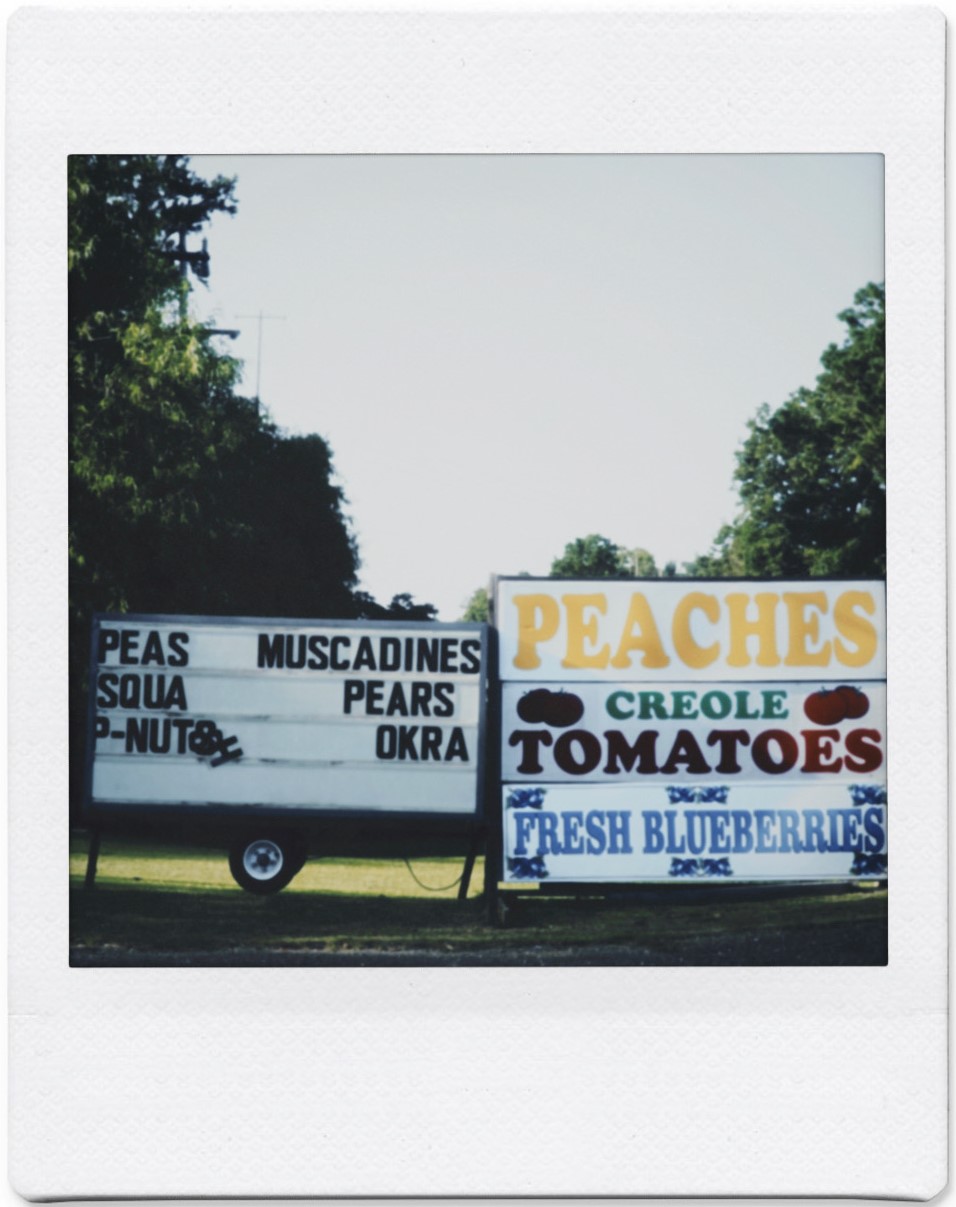 PEAS MUSCADINES
SQUA PEARS
P-NUT OKRA
PEACHES
CREOLE
TOMATOES
FRESH BLUEBERRIES